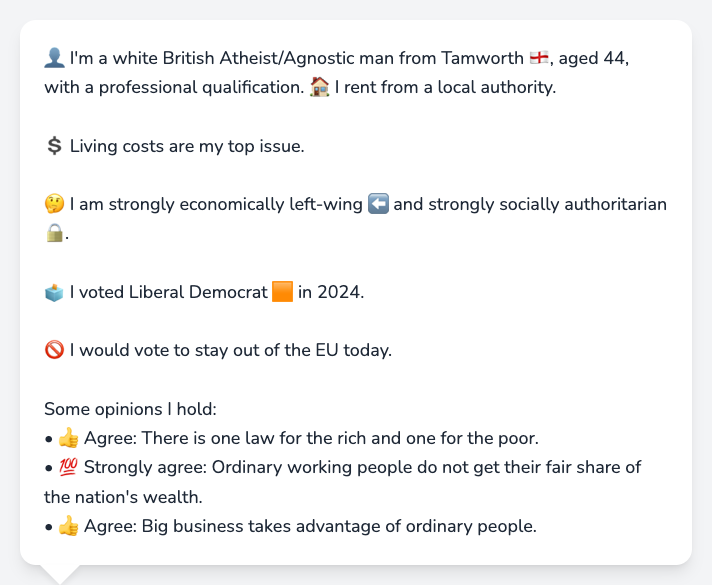 👤 I'm a white British Atheist/Agnostic man from Tamworth 🏴󠁧󠁢󠁥󠁮󠁧󠁿, aged 44,
with a professional qualification. 🏠 I rent from a local authority.
💲 Living costs are my top issue.
🤔 I am strongly economically left-wing ⬅️ and strongly socially authoritarian
🔒.
🗳️ I voted Liberal Democrat 🟧 in 2024.
🚫 I would vote to stay out of the EU today.
Some opinions I hold:
• 👍 Agree: There is one law for the rich and one for the poor.
• 💯 Strongly agree: Ordinary working people do not get their fair share of
the nation's wealth.
• 👍 Agree: Big business takes advantage of ordinary people.